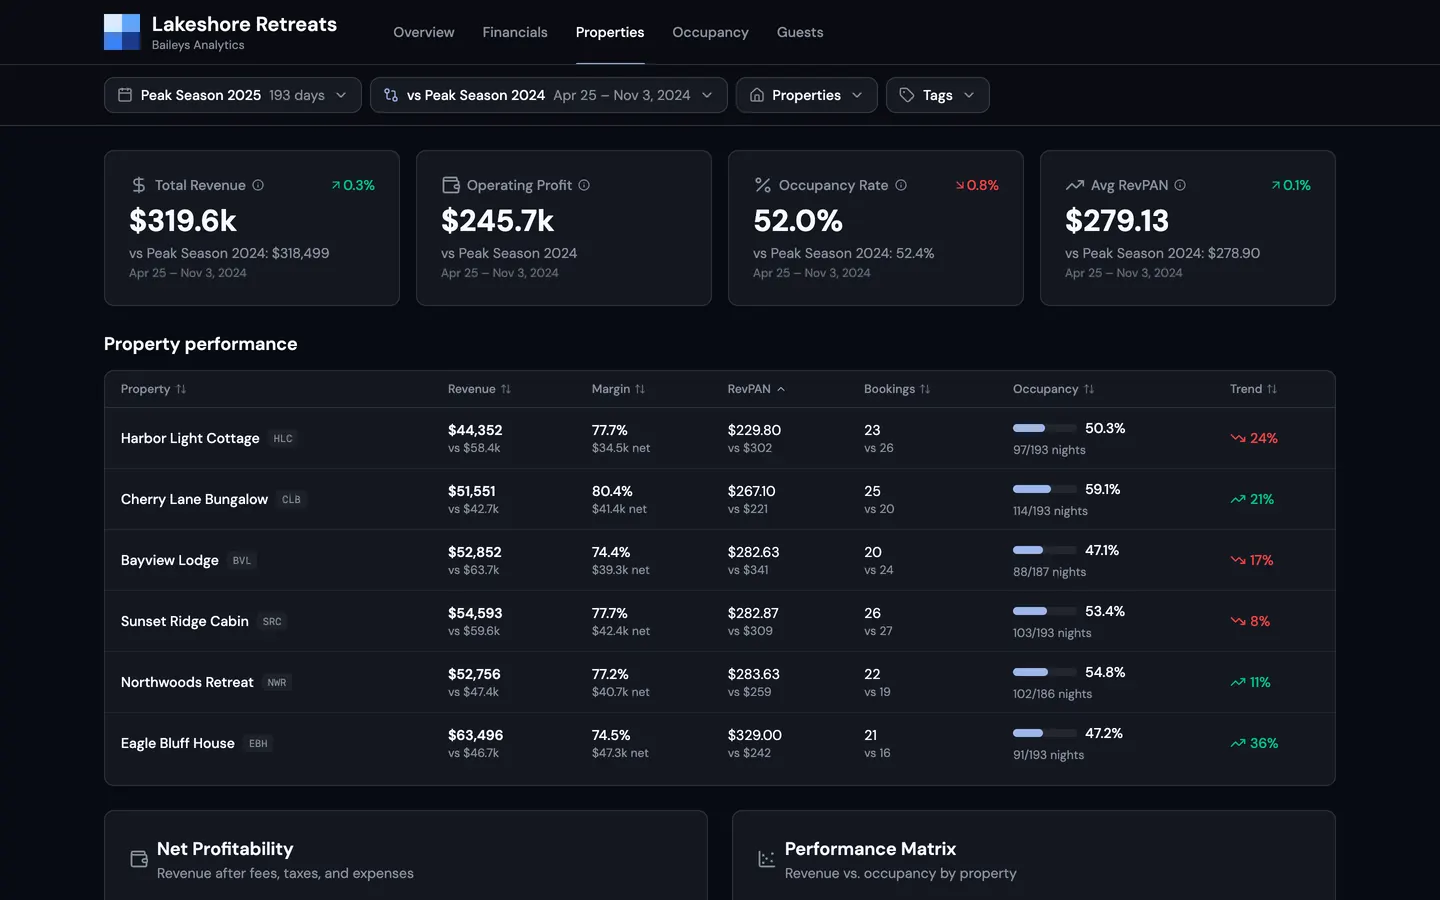 Lakeshore Retreats
Baileys Analytics
Overview Financials Properties Occupancy Guests
Peak Season 2025 193 days vs Peak Season 2024 Apr 25 – Nov 3, 2024 Properties Tags
Total Revenue 0.3%
$319.6k
vs Peak Season 2024: $318,499
Apr 25 – Nov 3, 2024
Operating Profit
$245.7k
vs Peak Season 2024
Apr 25 – Nov 3, 2024
Occupancy Rate 0.8%
52.0%
vs Peak Season 2024: 52.4%
Apr 25 – Nov 3, 2024
Avg RevPAN 0.1%
$279.13
vs Peak Season 2024: $278.90
Apr 25 – Nov 3, 2024
Property performance
Property Revenue Margin RevPAN Bookings Occupancy Trend
Harbor Light Cottage HLC $44,352 77.7% $229.80 23 50.3% 24%
vs $58.4k $34.5k net vs $302 vs 26 97/193 nights
Cherry Lane Bungalow CLB $51,551 80.4% $267.10 25 59.1% 21%
vs $42.7k $41.4k net vs $221 vs 20 114/193 nights
Bayview Lodge BVL $52,852 74.4% $282.63 20 47.1% 17%
vs $63.7k $39.3k net vs $341 vs 24 88/187 nights
Sunset Ridge Cabin SRC $54,593 77.7% $282.87 26 53.4% 8%
vs $59.6k $42.4k net vs $309 vs 27 103/193 nights
Northwoods Retreat NWR $52,756 77.2% $283.63 22 54.8% 11%
vs $47.4k $40.7k net vs $259 vs 19 102/186 nights
Eagle Bluff House EBH $63,496 74.5% $329.00 21 47.2% 36%
vs $46.7k $47.3k net vs $242 vs 16 91/193 nights
Net Profitability
Revenue after fees, taxes, and expenses
Performance Matrix
Revenue vs. occupancy by property